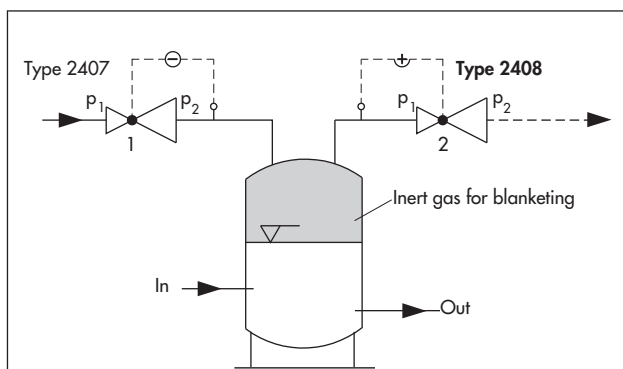 Type 2407
Type 2408
p1
p2
p1
p2
1
2
Inert gas for blanketing
In
Out